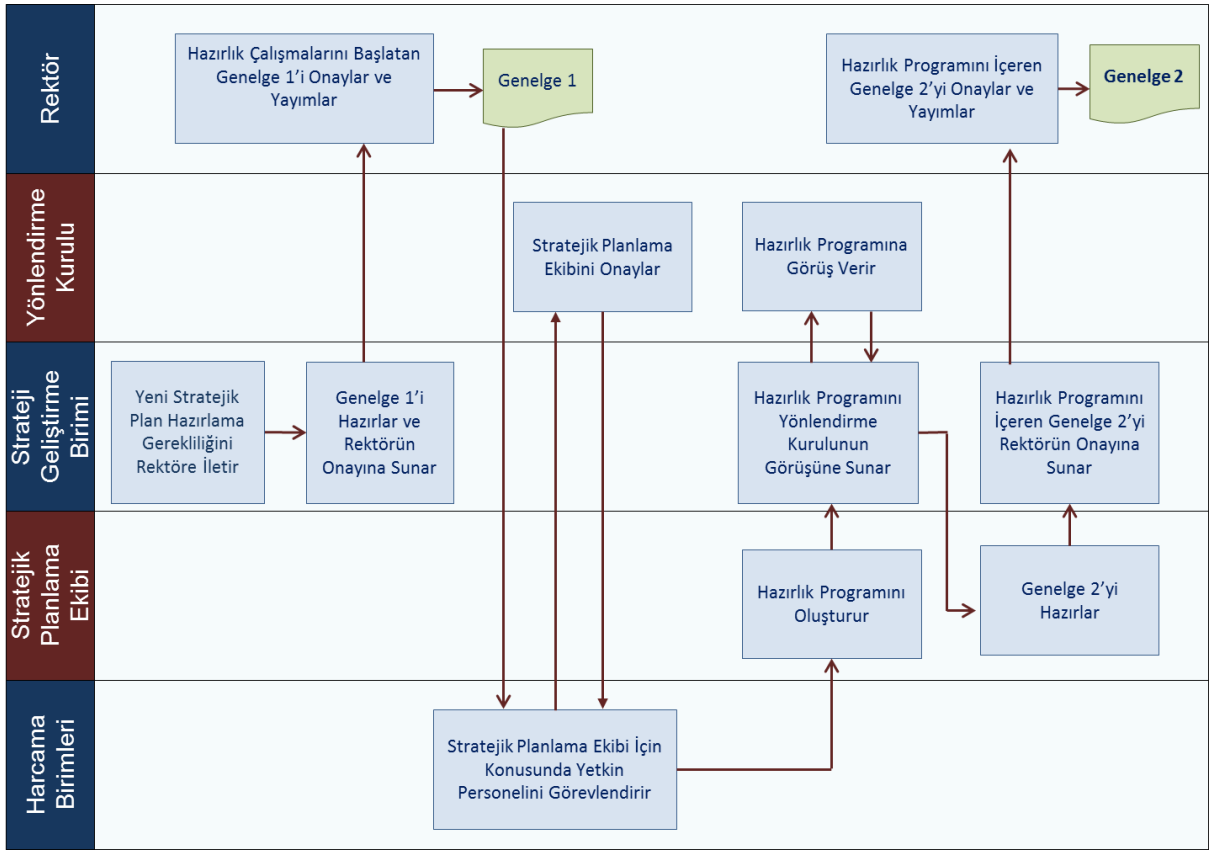 Rektör
Hazırlık Çalışmalarını Başlatan
Genelge 1'i Onaylar ve
Yayımlar
Genelge 1
Hazırlık Programını İçeren
Genelge 2'yi Onaylar ve
Yayımlar
Genelge 2
Yönlendirme
Kurulu
Stratejik Planlama
Ekibini Onaylar
Hazırlık Programına
Görüş Verir
Strateji
Geliştirme
Birimi
Yeni Stratejik
Plan Hazırlama
Gerekliliğini
Rektöre İletir
Genelge 1'i
Hazırlar ve
Rektörün
Onayına Sunar
Hazırlık Programını
Yönlendirme
Kurulunun
Görüşüne Sunar
Hazırlık Programını
İçeren Genelge 2'yi
Rektörün Onayına
Sunar
Stratejik
Planlama
Ekibi
Hazırlık Programını
Oluşturur
Genelge 2'yi
Hazırlar
Harcama
Birimleri
Stratejik Planlama Ekibi İçin
Konusunda Yetkin
Personelini Görevlendirir